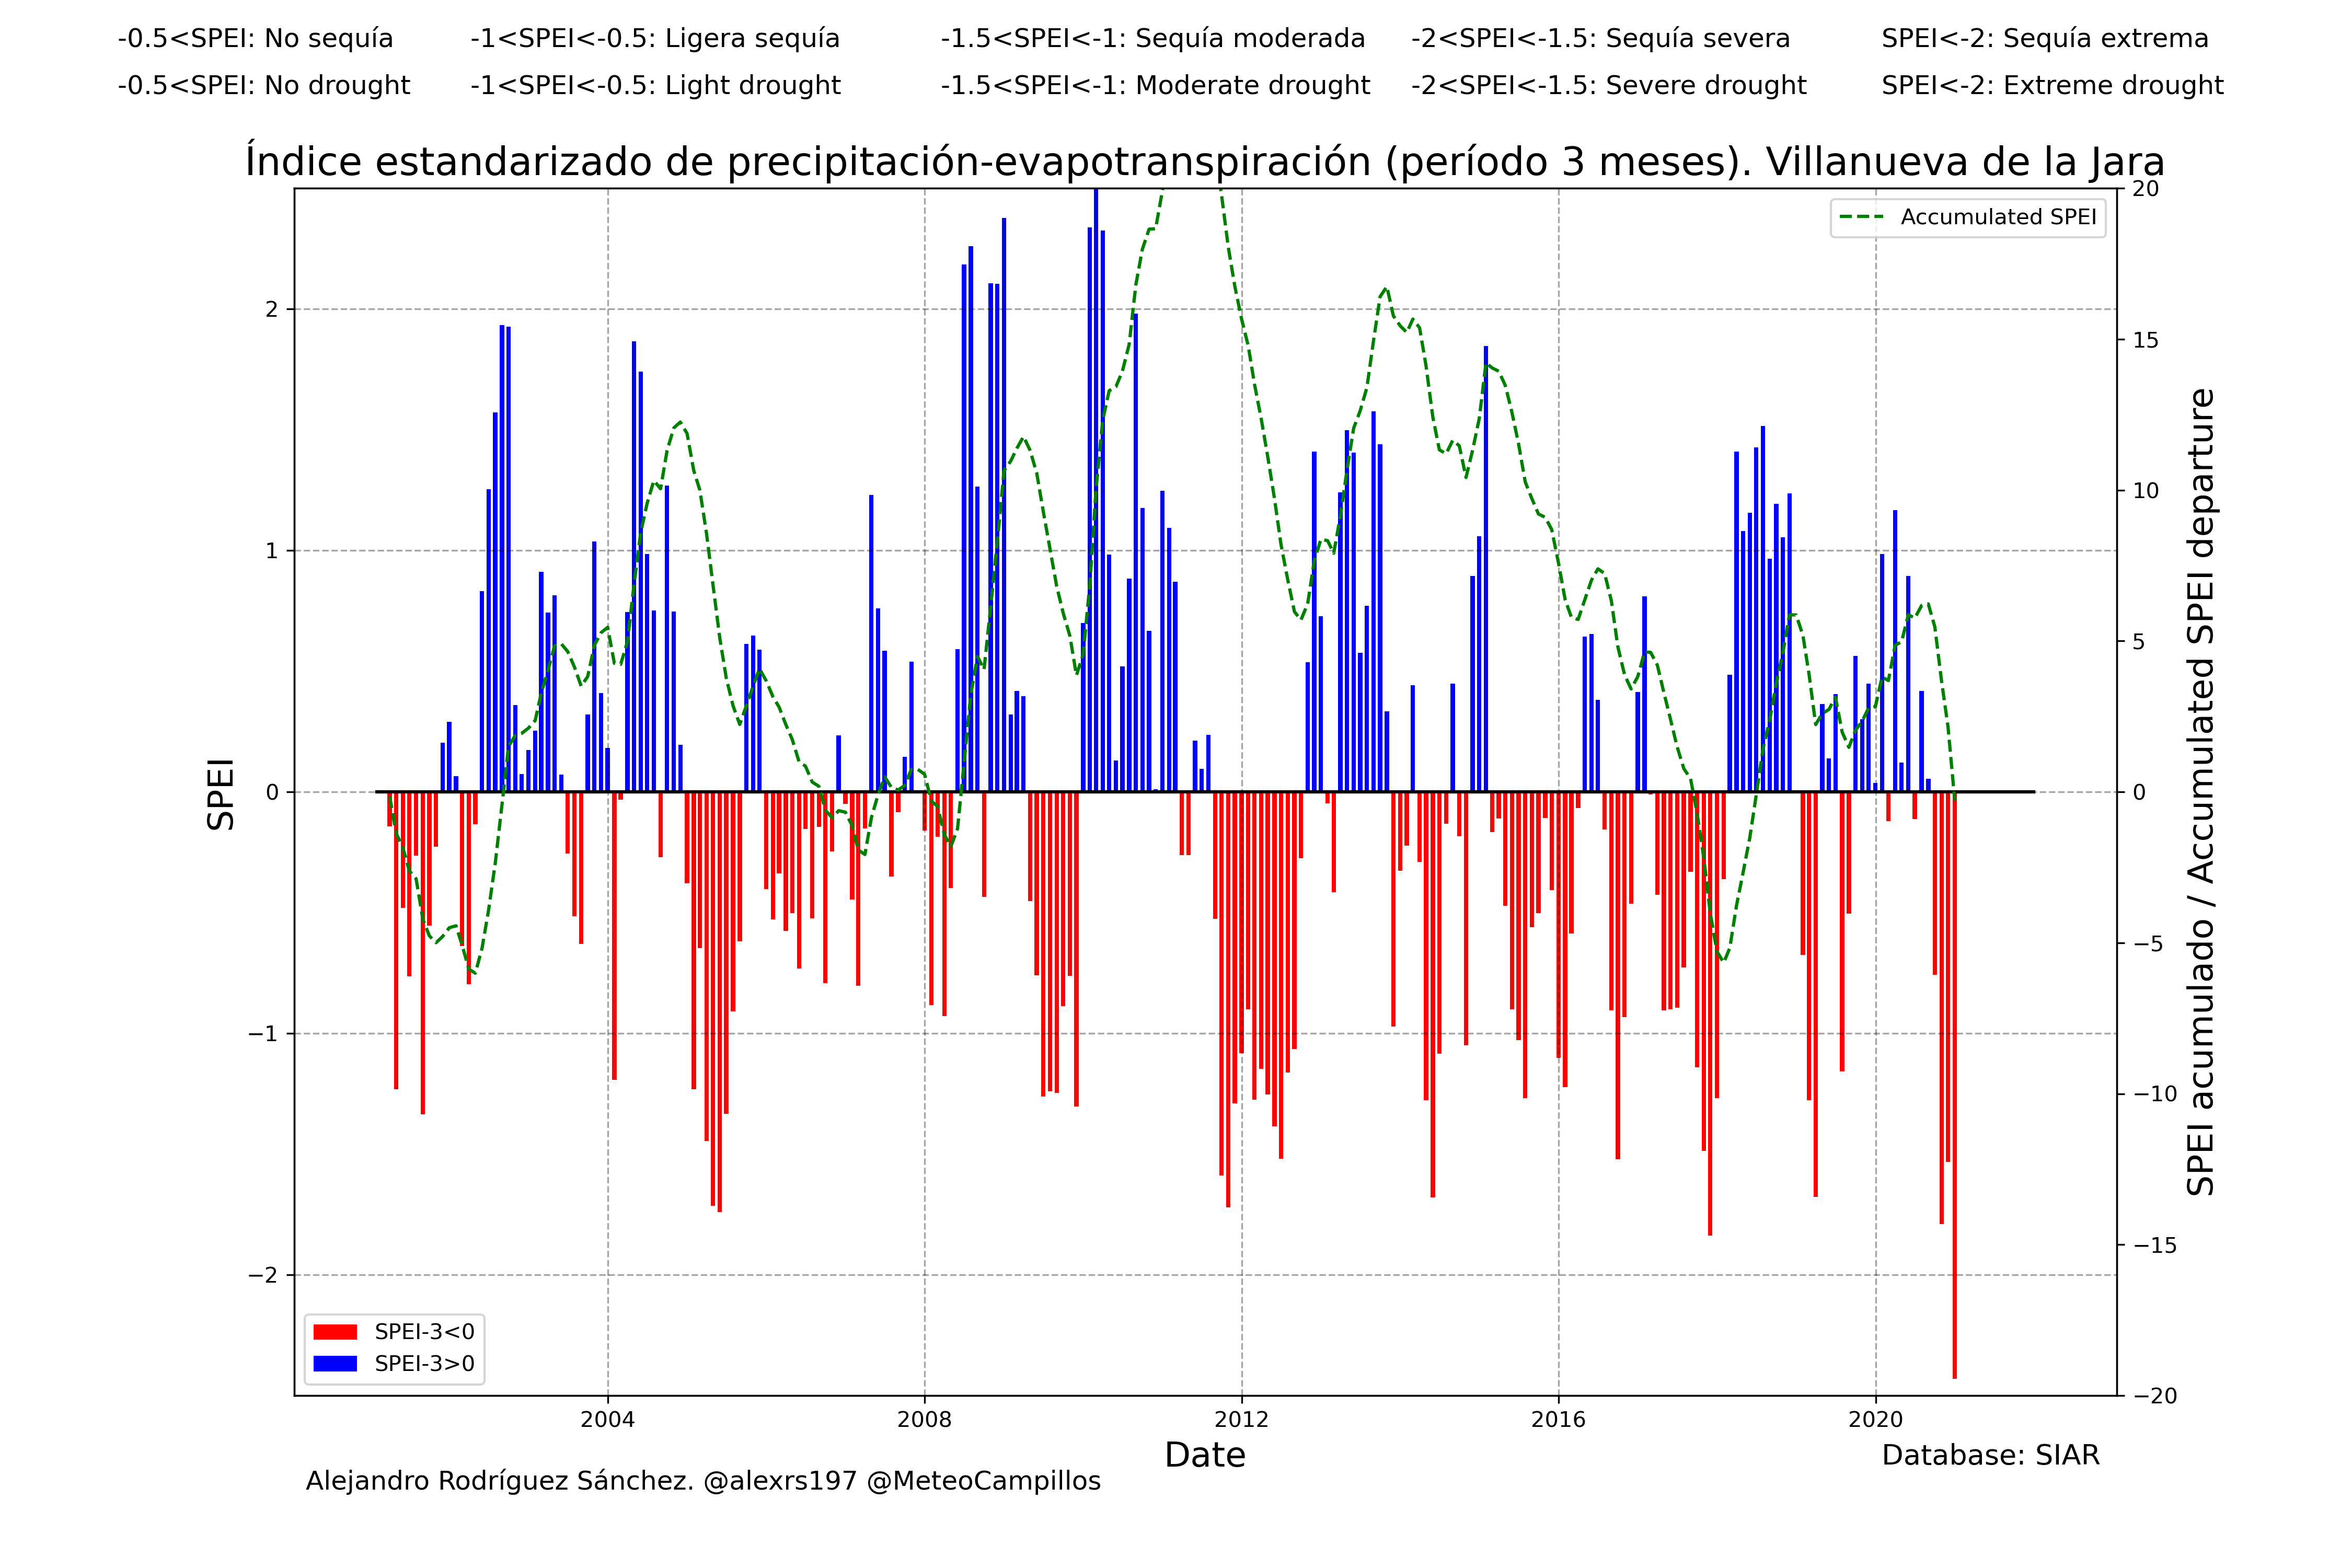 -0.5<SPEI: No sequía -1<SPEI<-0.5: Ligera sequía -1.5<SPEI<-1: Sequía moderada -2<SPEI<-1.5: Sequía severa SPEI<-2: Sequía extrema
-0.5<SPEI: No drought -1<SPEI<-0.5: Light drought -1.5<SPEI<-1: Moderate drought -2<SPEI<-1.5: Severe drought SPEI<-2: Extreme drought
Índice estandarizado de precipitación-evapotranspiración (período 3 meses). Villanueva de la Jara
Accumulated SPEI
SPEI
2
1
0
−1
−2
20
15
10
5
0
−5
−10
−15
−20
SPEI acumulado / Accumulated SPEI departure
SPEI-3<0
SPEI-3>0
2004 2008 2012 2016 2020
Date
Database: SIAR
Alejandro Rodríguez Sánchez. @alexrs197 @MeteoCampillos